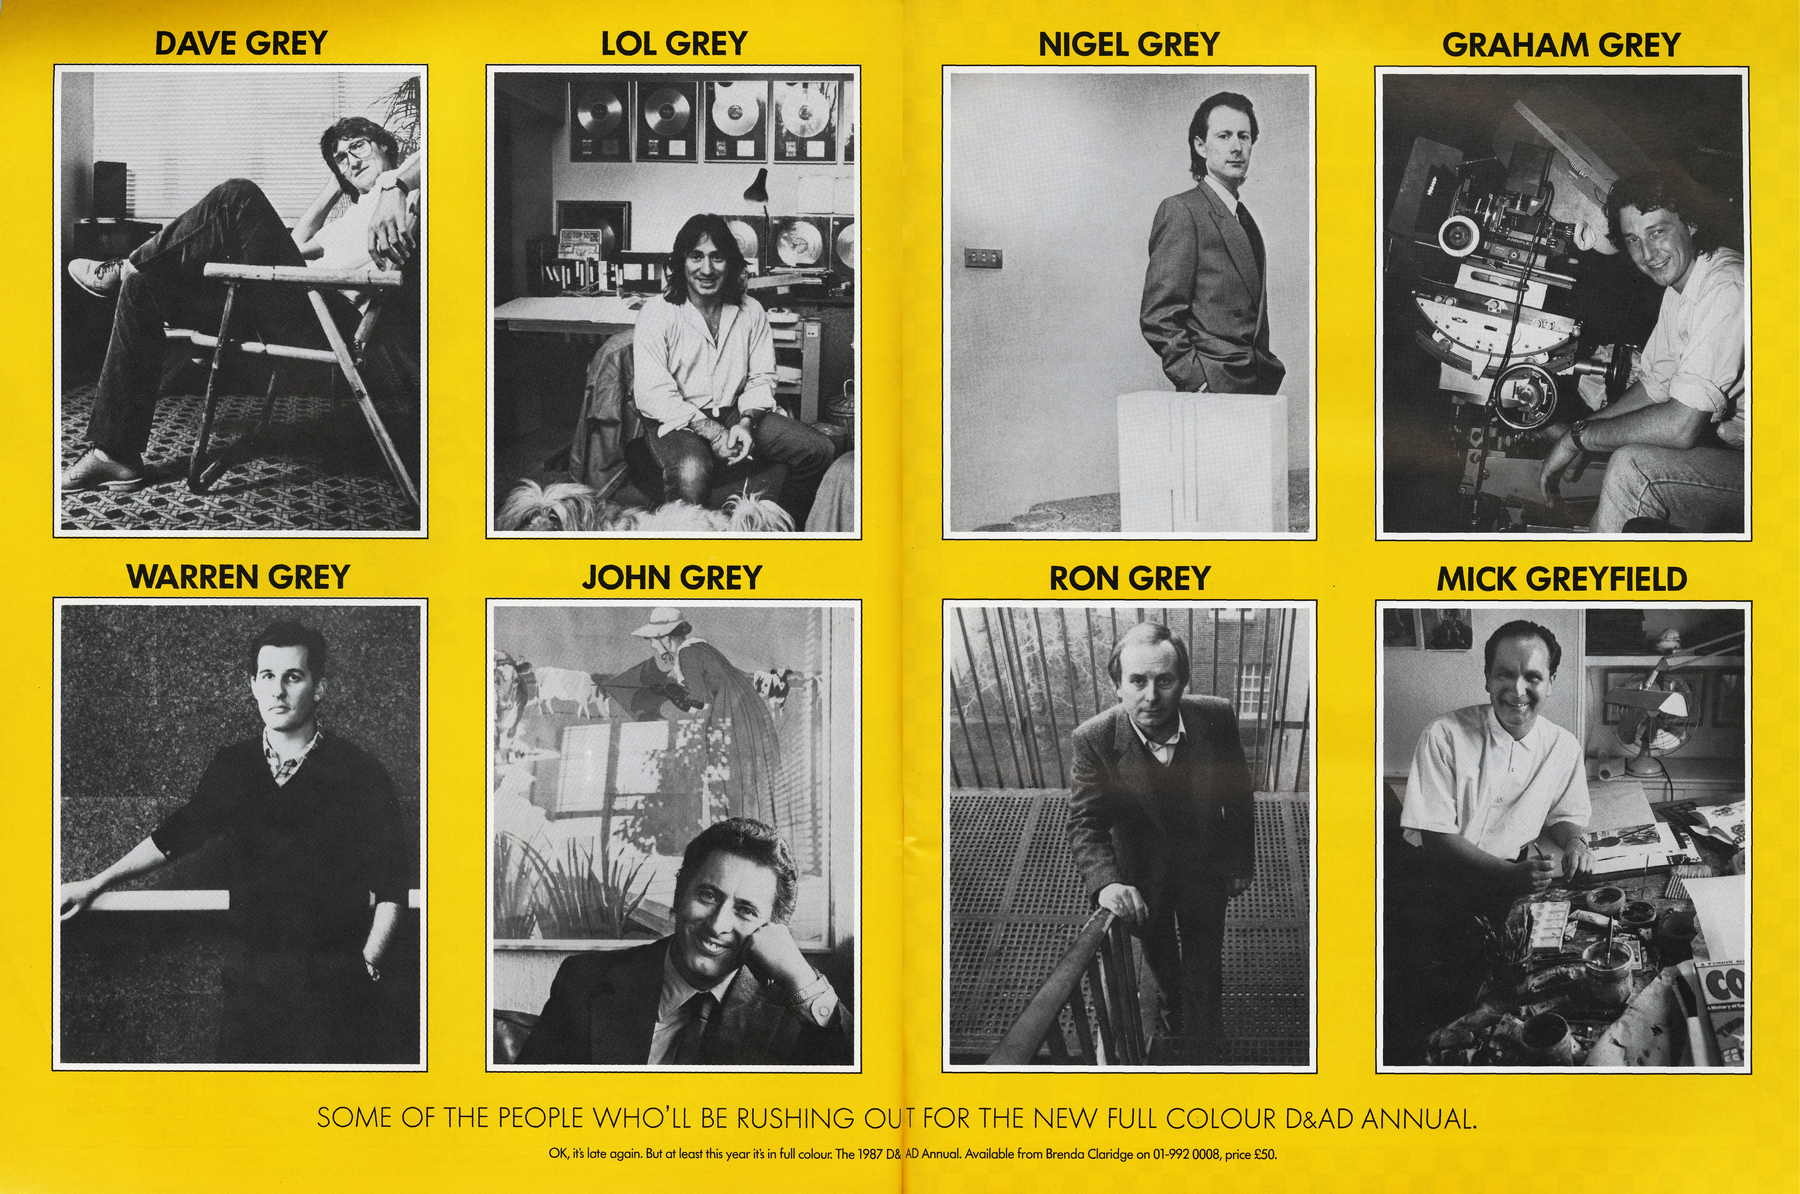 DAVE GREY
LOL GREY
NIGEL GREY
GRAHAM GREY
WARREN GREY
JOHN GREY
RON GREY
MICK GREYFIELD
SOME OF THE PEOPLE WHO'LL BE RUSHING OUT FOR THE NEW FULL COLOUR D&AD ANNUAL.
OK, it's late again. But at least this year it's in full colour. The 1987 D&AD Annual. Available from Brenda Claridge on 01-992 0008, price £50.